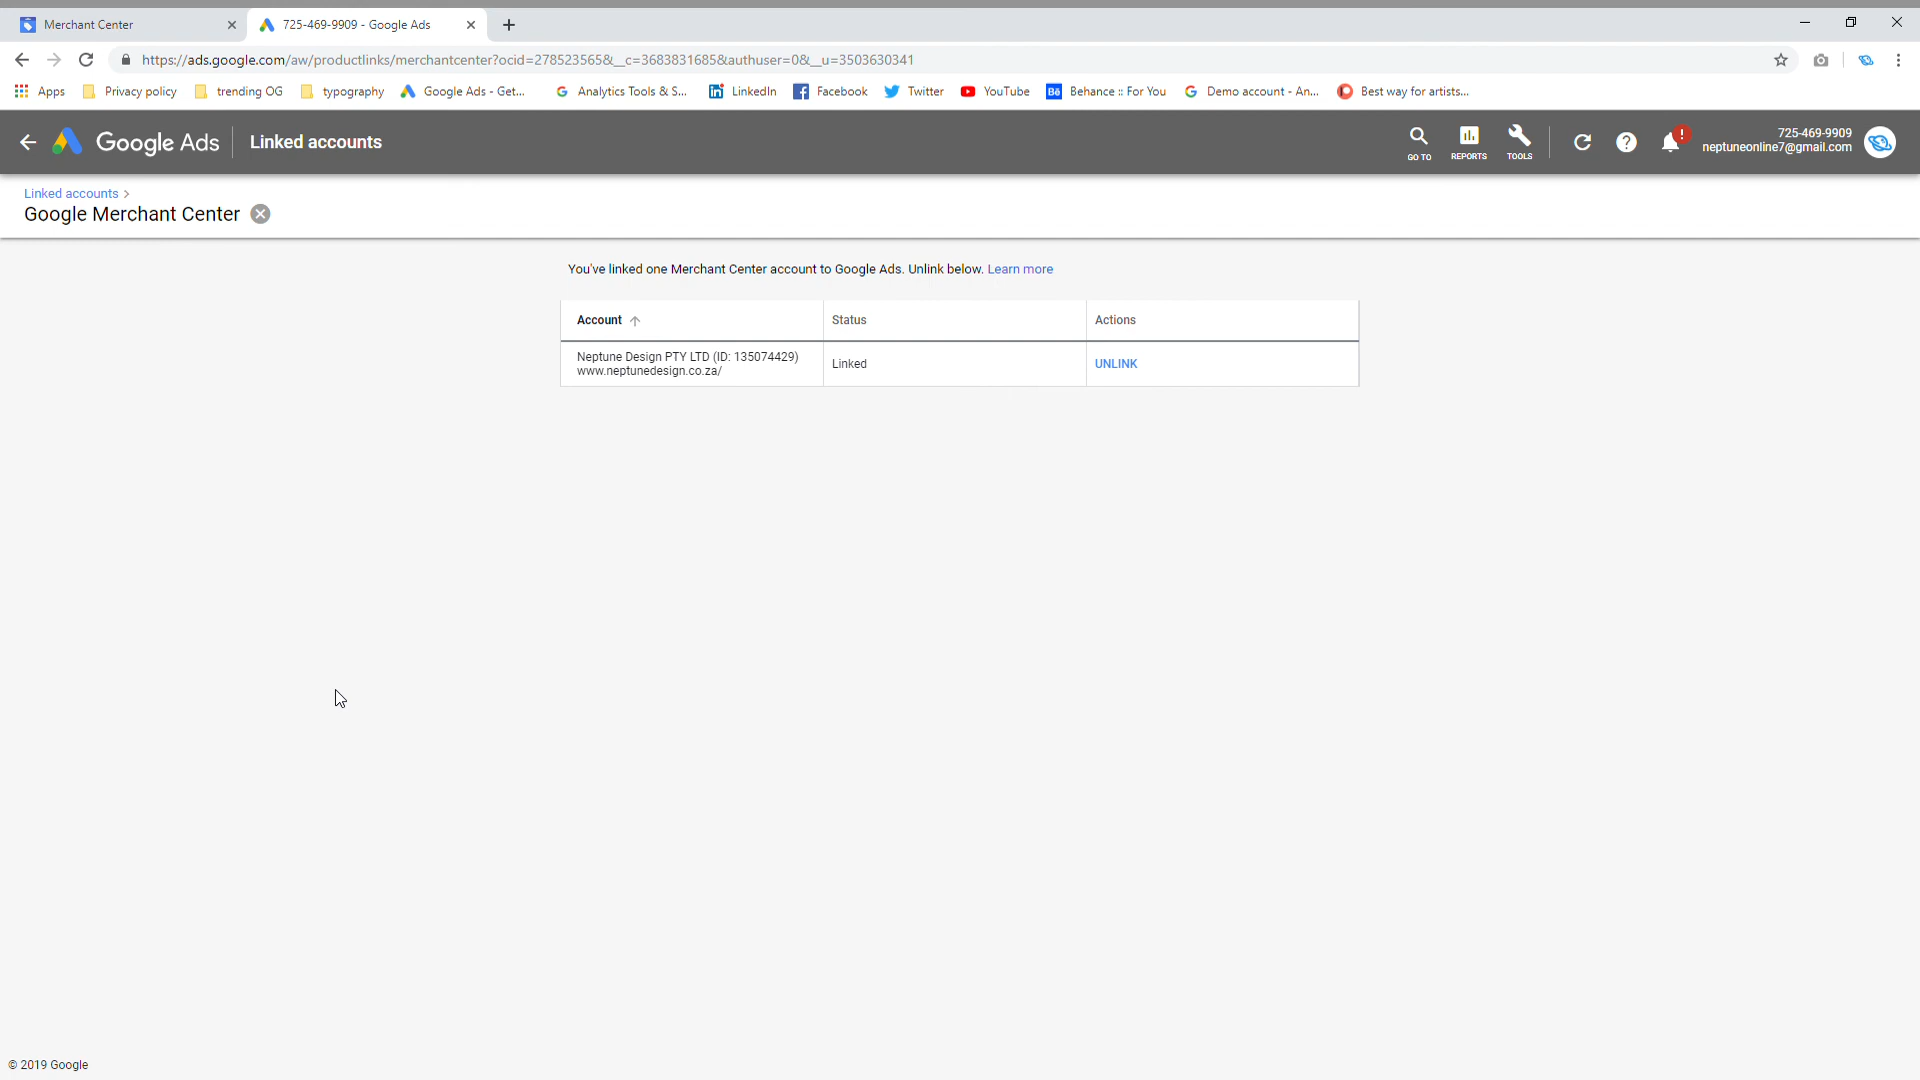 Merchant Center
725-469-9909 - Google Ads
https://ads.google.com/aw/productlinks/merchantcenter?ocid=278523565&__c=3683831685&authuser=0&__u=3503630341
Apps
Privacy policy
trending OG
typography
Google Ads - Get...
Analytics Tools & S...
LinkedIn
Facebook
Twitter
YouTube
Behance :: For You
Demo account - An...
Best way for artists...
Google Ads
Linked accounts
GO TO
REPORTS
TOOLS
725-469-9909
neptuneonline7@gmail.com
Linked accounts >
Google Merchant Center
You've linked one Merchant Center account to Google Ads. Unlink below. Learn more
Account
Status
Actions
Neptune Design PTY LTD (ID: 135074429)
www.neptunedesign.co.za/
Linked
UNLINK
© 2019 Google